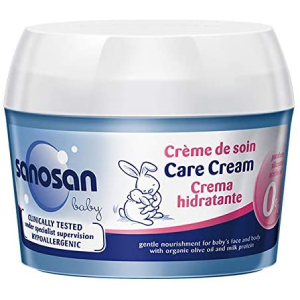 Crème de soin
Care Cream
Crema
hidratante
0
sanosan
baby
CLINICALLY TESTED
under specialist supervision
HYPOALLERGENIC
gentle nourishment for baby's face and body
with organic olive oil and milk protein